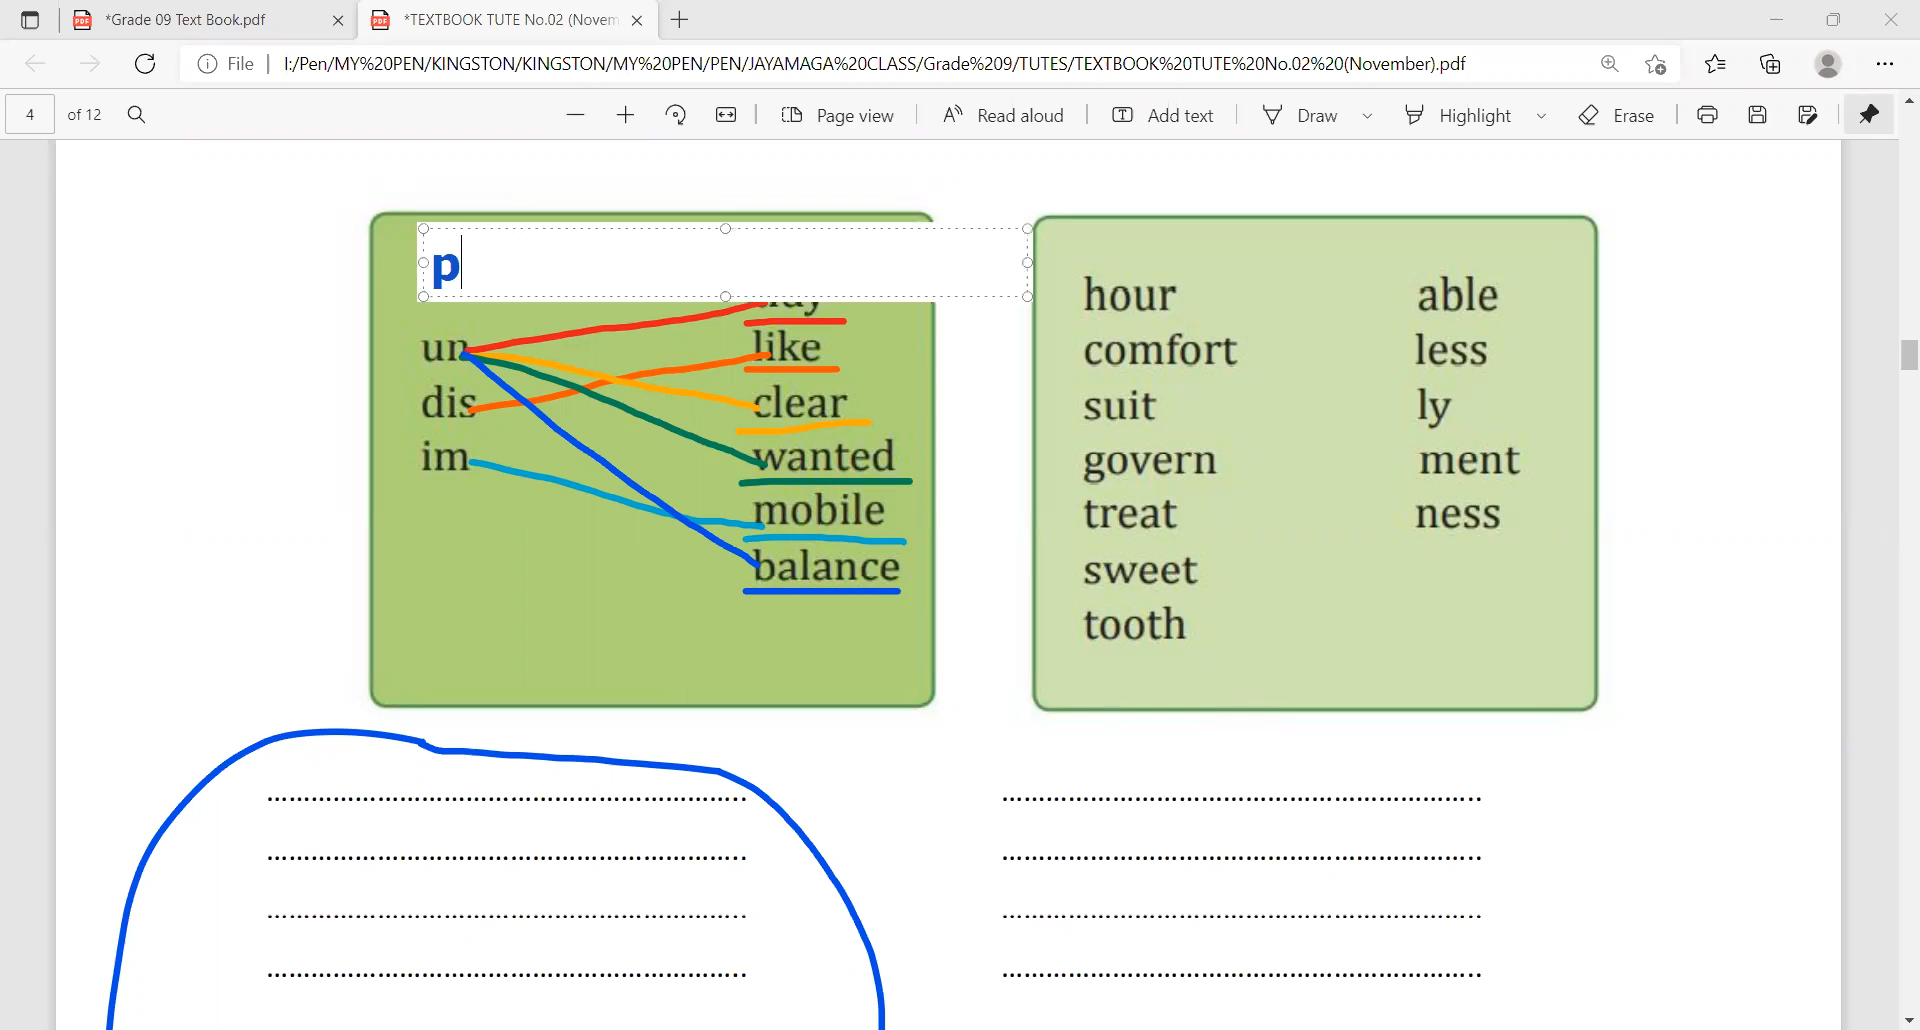 *Grade 09 Text Book.pdf
*TEXTBOOK TUTE No.02 (Novem
File
I:/Pen/MY%20PEN/KINGSTON/KINGSTON/MY%20PEN/PEN/JAYAMAGA%20CLASS/Grade%209/TUTES/TEXTBOOK%20TUTE%20No.02%20(November).pdf
4 of 12
Page view
Read aloud
Add text
Draw
Highlight
Erase
p
un
dis
im
like
clear
wanted
mobile
balance
hour
comfort
suit
govern
treat
sweet
tooth
able
less
ly
ment
ness